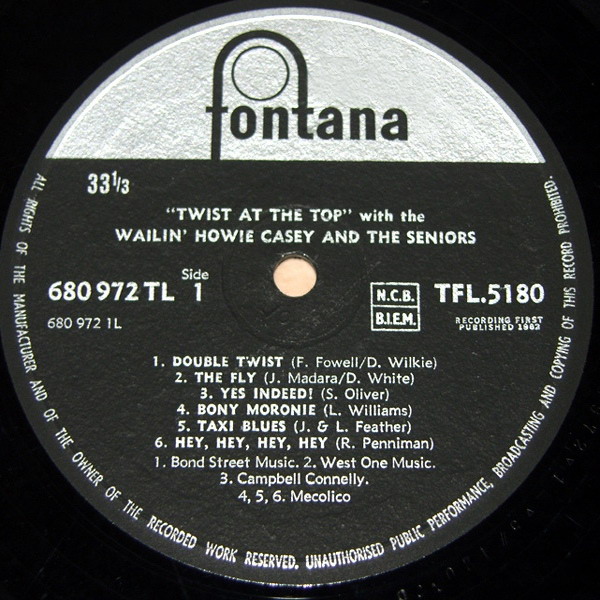 fontana
33 1/3
"TWIST AT THE TOP" with the
WAILIN' HOWIE CASEY AND THE SENIORS
680 972 TL
Side
1
N.C.B.
B.I.E.M.
TFL.5180
680 972 1L
RECORDING FIRST
PUBLISHED 1962
1. DOUBLE TWIST (F. Fowell/D. Wilkie)
2. THE FLY (J. Madara/D. White)
3. YES INDEED! (S. Oliver)
4. BONY MORONIE (L. Williams)
5. TAXI BLUES (J. & L. Feather)
6. HEY, HEY, HEY, HEY (R. Penniman)
1. Bond Street Music. 2. West One Music.
3. Campbell Connelly.
4, 5, 6. Mecolico
ALL RIGHTS OF THE MANUFACTURER AND OF THE OWNER OF THE RECORDED WORK RESERVED. UNAUTHORISED PUBLIC PERFORMANCE, BROADCASTING AND COPYING OF THIS RECORD PROHIBITED.